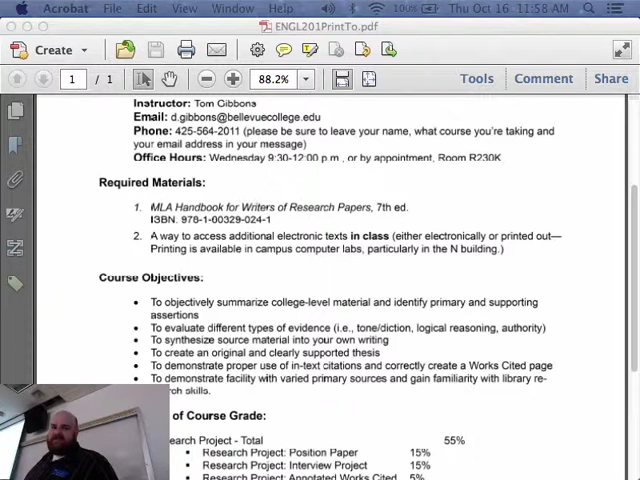 Acrobat File Edit View Window Help 100% Thu Oct 16 11:58 AM
ENGL201PrintTo.pdf
Create
1 / 1 88.2% Tools Comment Share
Instructor: Tom Gibbons
Email: d.gibbons@bellevuecollege.edu
Phone: 425-564-2011 (please be sure to leave your name, what course you're taking and
your email address in your message)
Office Hours: Wednesday 9:30-12:00 p.m., or by appointment, Room R230K
Required Materials:
1. MLA Handbook for Writers of Research Papers, 7th ed.
ISBN. 978-1-00329-024-1
2. A way to access additional electronic texts in class (either electronically or printed out—
Printing is available in campus computer labs, particularly in the N building.)
Course Objectives:
• To objectively summarize college-level material and identify primary and supporting
assertions
• To evaluate different types of evidence (i.e., tone/diction, logical reasoning, authority)
• To synthesize source material into your own writing
• To create an original and clearly supported thesis
• To demonstrate proper use of in-text citations and correctly create a Works Cited page
• To demonstrate facility with varied primary sources and gain familiarity with library re-
rch skills.
of Course Grade:
earch Project - Total 55%
Research Project: Position Paper 15%
Research Project: Interview Project 15%
Research Project: Annotated Works Cited 5%